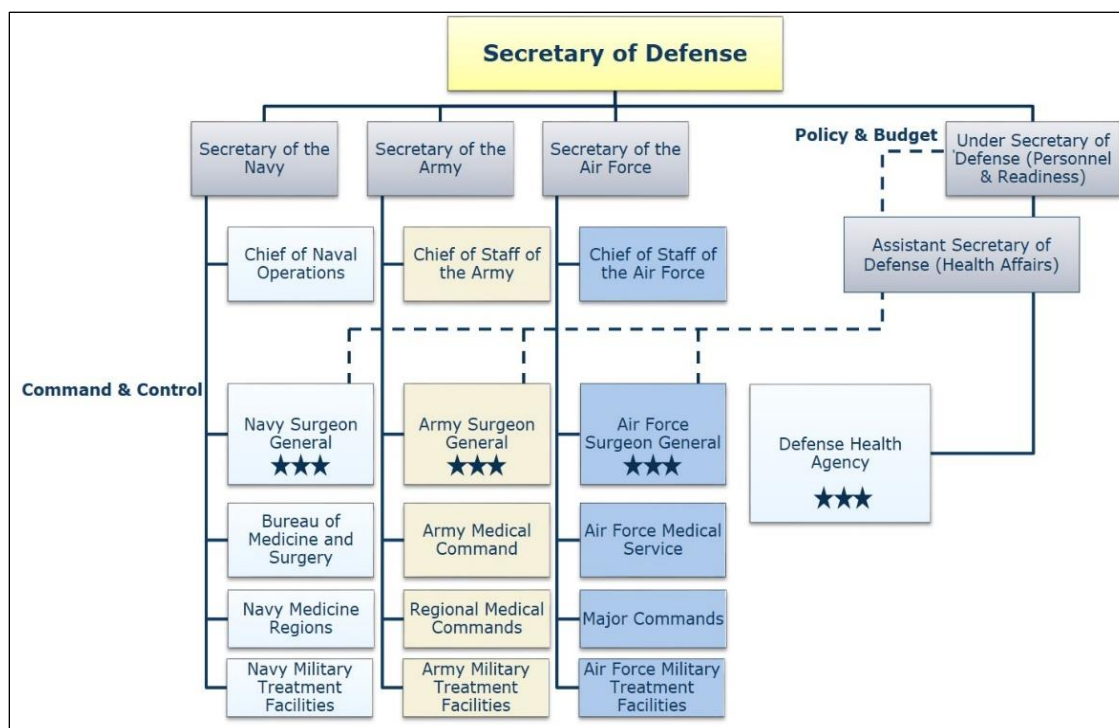 Secretary of Defense
Secretary of the
Navy
Secretary of the
Army
Secretary of the
Air Force
Policy & Budget
Under Secretary of
Defense (Personnel
& Readiness)
Chief of Naval
Operations
Chief of Staff of
the Army
Chief of Staff of
the Air Force
Assistant Secretary of
Defense (Health Affairs)
Command & Control
Navy Surgeon
General
Army Surgeon
General
Air Force
Surgeon General
Defense Health
Agency
Bureau of
Medicine and
Surgery
Army Medical
Command
Air Force Medical
Service
Navy Medicine
Regions
Regional Medical
Commands
Major Commands
Navy Military
Treatment
Facilities
Army Military
Treatment
Facilities
Air Force Military
Treatment
Facilities